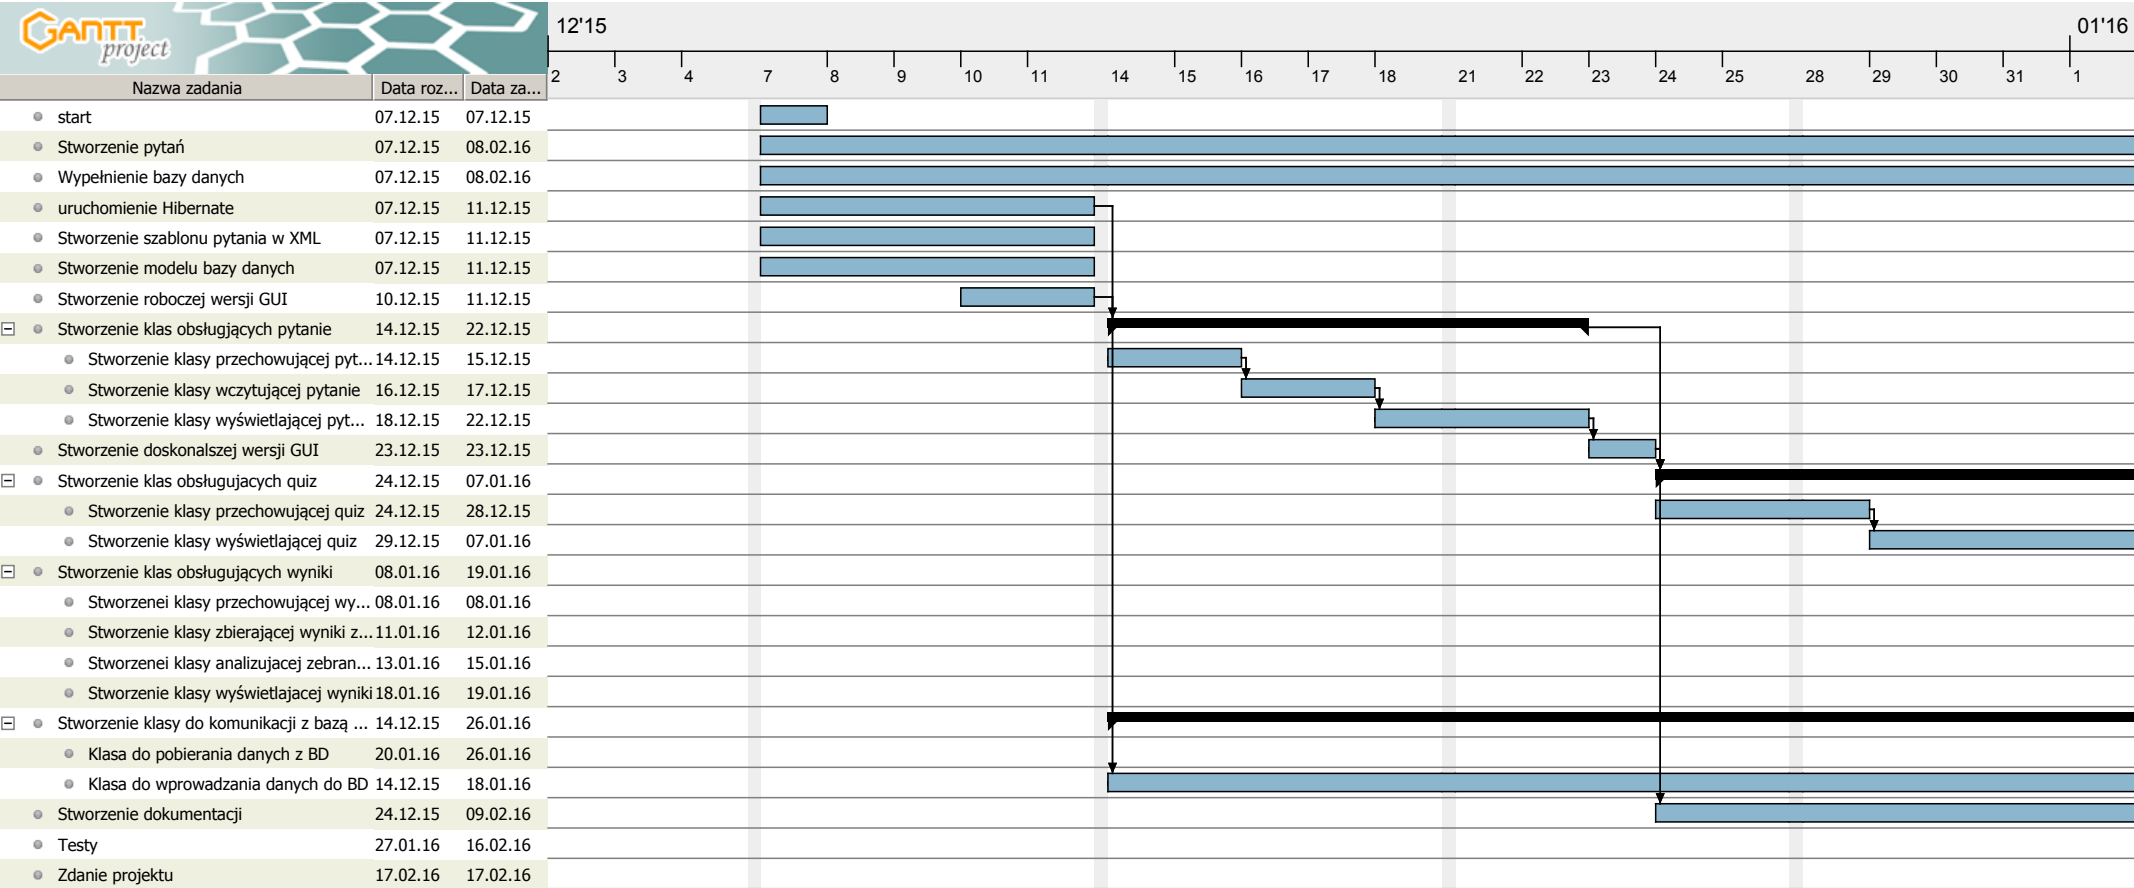 GANTT
project
12'15
01'16
2 3 4 7 8 9 10 11 14 15 16 17 18 21 22 23 24 25 28 29 30 31 1
Nazwa zadania Data roz... Data za...
start 07.12.15 07.12.15
Stworzenie pytań 07.12.15 08.02.16
Wypełnienie bazy danych 07.12.15 08.02.16
uruchomienie Hibernate 07.12.15 11.12.15
Stworzenie szablonu pytania w XML 07.12.15 11.12.15
Stworzenie modelu bazy danych 07.12.15 11.12.15
Stworzenie roboczej wersji GUI 10.12.15 11.12.15
Stworzenie klas obsługjących pytanie 14.12.15 22.12.15
Stworzenie klasy przechowującej pyt... 14.12.15 15.12.15
Stworzenie klasy wczytującej pytanie 16.12.15 17.12.15
Stworzenie klasy wyświetlającej pyt... 18.12.15 22.12.15
Stworzenie doskonalszej wersji GUI 23.12.15 23.12.15
Stworzenie klas obsługujacych quiz 24.12.15 07.01.16
Stworzenie klasy przechowującej quiz 24.12.15 28.12.15
Stworzenie klasy wyświetlającej quiz 29.12.15 07.01.16
Stworzenie klas obsługujących wyniki 08.01.16 19.01.16
Stworzenei klasy przechowującej wy... 08.01.16 08.01.16
Stworzenie klasy zbierającej wyniki z... 11.01.16 12.01.16
Stworzenei klasy analizujacej zebran... 13.01.16 15.01.16
Stworzenie klasy wyświetlajacej wyniki 18.01.16 19.01.16
Stworzenie klasy do komunikacji z bazą ... 14.12.15 26.01.16
Klasa do pobierania danych z BD 20.01.16 26.01.16
Klasa do wprowadzania danych do BD 14.12.15 18.01.16
Stworzenie dokumentacji 24.12.15 09.02.16
Testy 27.01.16 16.02.16
Zdanie projektu 17.02.16 17.02.16